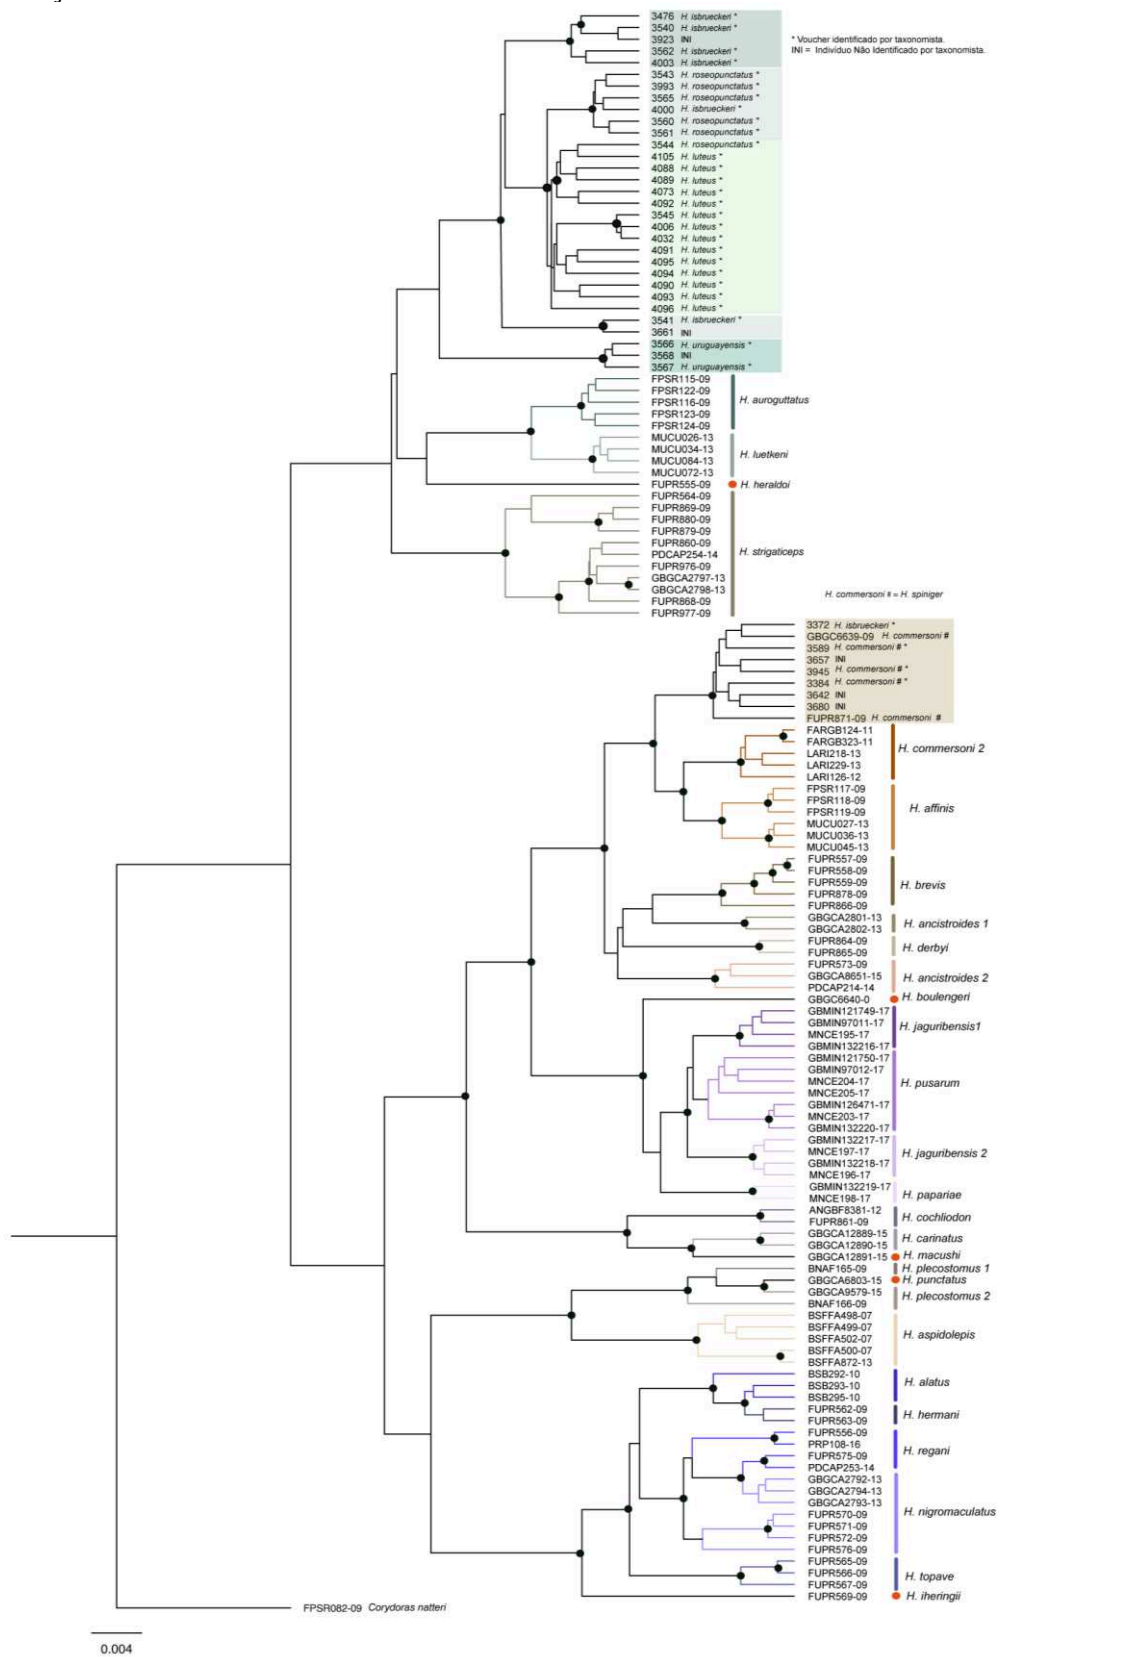 3476 H. isbrueckeri *
3540 H. isbrueckeri *
3923 INI
3562 H. isbrueckeri *
4003 H. isbrueckeri *
* Voucher identificado por taxonomista.
INI = Indivíduo Não Identificado por taxonomista.
3543 H. roseopunctatus *
3993 H. roseopunctatus *
3565 H. roseopunctatus *
4000 H. isbrueckeri *
3560 H. roseopunctatus *
3561 H. roseopunctatus *
3544 H. roseopunctatus *
4105 H. luteus *
4088 H. luteus *
4089 H. luteus *
4073 H. luteus *
4092 H. luteus *
3545 H. luteus *
4006 H. luteus *
4032 H. luteus *
4091 H. luteus *
4095 H. luteus *
4094 H. luteus *
4090 H. luteus *
4093 H. luteus *
4096 H. luteus *
3541 H. isbrueckeri *
3661 INI
3566 H. uruguayensis *
3568 INI
3567 H. uruguayensis *
FPSR115-09
FPSR122-09
FPSR116-09
FPSR123-09
FPSR124-09
H. auroguttatus
MUCU026-13
MUCU034-13
MUCU084-13
MUCU072-13
H. luetkeni
FUPR555-09
H. heraldoi
FUPR564-09
FUPR869-09
FUPR880-09
FUPR879-09
FUPR860-09
PDCAP254-14
FUPR976-09
GBGCA2797-13
GBGCA2798-13
FUPR868-09
FUPR977-09
H. strigaticeps
H. commersoni # = H. spiniger
3372 H. isbrueckeri *
GBGC6639-09 H. commersoni #
3589 H. commersoni # *
3657 INI
3945 H. commersoni # *
3384 H. commersoni # *
3642 INI
3680 INI
FUPR871-09 H. commersoni #
FARGB124-11
FARGB323-11
LARI218-13
LARI229-13
LARI126-12
H. commersoni 2
FPSR117-09
FPSR118-09
FPSR119-09
MUCU027-13
MUCU036-13
MUCU045-13
H. affinis
FUPR557-09
FUPR558-09
FUPR559-09
FUPR878-09
FUPR866-09
H. brevis
GBGCA2801-13
GBGCA2802-13
H. ancistroides 1
FUPR864-09
FUPR865-09
H. derbyi
FUPR573-09
GBGCA8651-15
PDCAP214-14
H. ancistroides 2
GBGC6640-0
H. boulengeri
GBMIN121749-17
GBMIN97011-17
MNCE195-17
GBMIN132216-17
H. jaguribensis1
GBMIN121750-17
GBMIN97012-17
MNCE204-17
MNCE205-17
GBMIN126471-17
MNCE203-17
GBMIN132220-17
H. pusarum
GBMIN132217-17
MNCE197-17
GBMIN132218-17
MNCE196-17
H. jaguribensis 2
GBMIN132219-17
MNCE198-17
H. papariae
ANGBF8381-12
FUPR861-09
H. cochliodon
GBGCA12889-15
GBGCA12890-15
H. carinatus
GBGCA12891-15
H. macushi
BNAF165-09
H. plecostomus 1
GBGCA6803-15
H. punctatus
GBGCA9579-15
BNAF166-09
H. plecostomus 2
BSFFA498-07
BSFFA499-07
BSFFA502-07
BSFFA500-07
BSFFA872-13
H. aspidolepis
BSB292-10
BSB293-10
BSB295-10
H. alatus
FUPR562-09
FUPR563-09
H. hermani
FUPR556-09
PRP108-16
FUPR575-09
PDCAP253-14
H. regani
GBGCA2792-13
GBGCA2794-13
GBGCA2793-13
FUPR570-09
FUPR571-09
FUPR572-09
FUPR576-09
H. nigromaculatus
FUPR565-09
FUPR566-09
FUPR567-09
H. topave
FUPR569-09
H. iheringii
FPSR082-09 Corydoras natteri
0.004